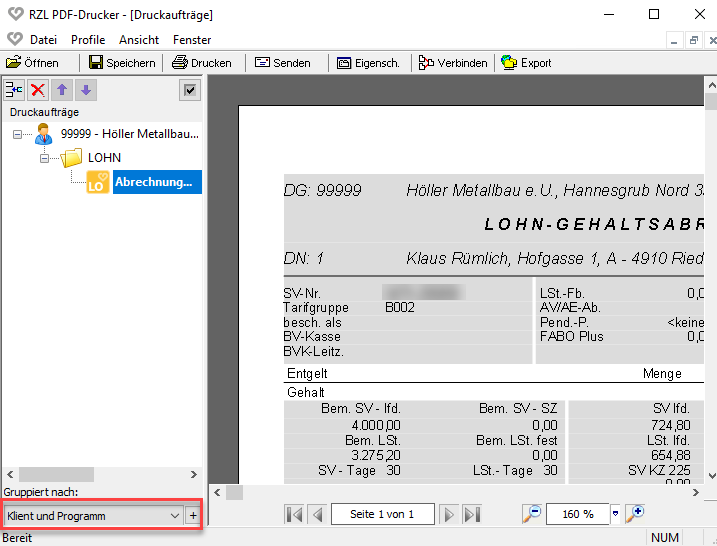 RZL PDF-Drucker - [Druckaufträge]
Datei Profile Ansicht Fenster
Öffnen Speichern Drucken Senden Eigensch. Verbinden Export
Druckaufträge
99999 - Höller Metallbau...
LOHN
LO Abrechnung...
Gruppiert nach:
Klient und Programm +
DG: 99999 Höller Metallbau e.U., Hannesgrub Nord 3
LOHN-GEHALTSABR
DN: 1 Klaus Rümlich, Hofgasse 1, A - 4910 Ried
SV-Nr. LSt.-Fb. 0,0
Tarifgruppe B002 AV/AE-Ab.
besch. als Pend.-P. <keine
BV-Kasse FABO Plus 0,0
BVK-Leitz.
Entgelt Menge
Gehalt
Bem. SV - lfd. Bem. SV - SZ SV lfd.
4.000,00 0,00 724,80
Bem. LSt. Bem. LSt. fest LSt. lfd.
3.275,20 0,00 654,88
SV - Tage 30 LSt.- Tage 30 SV KZ 225
Seite 1 von 1 160 %
Bereit NUM